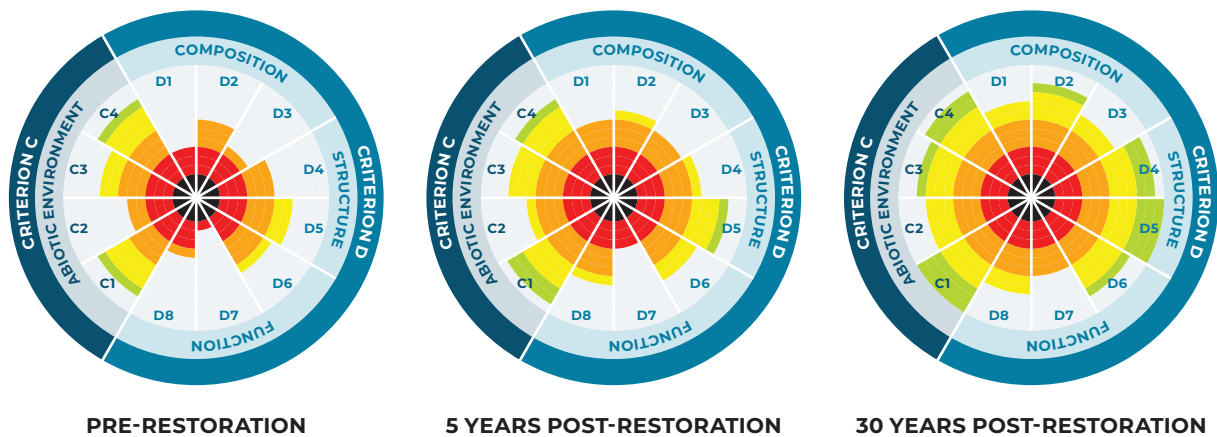 CRITERION C
ABIOTIC ENVIRONMENT
COMPOSITION
STRUCTURE
FUNCTION
CRITERION D
D1
D2
D3
D4
D5
D6
D7
D8
C1
C2
C3
C4
PRE-RESTORATION
CRITERION C
ABIOTIC ENVIRONMENT
COMPOSITION
STRUCTURE
FUNCTION
CRITERION D
D1
D2
D3
D4
D5
D6
D7
D8
C1
C2
C3
C4
5 YEARS POST-RESTORATION
CRITERION C
ABIOTIC ENVIRONMENT
COMPOSITION
STRUCTURE
FUNCTION
CRITERION D
D1
D2
D3
D4
D5
D6
D7
D8
C1
C2
C3
C4
30 YEARS POST-RESTORATION